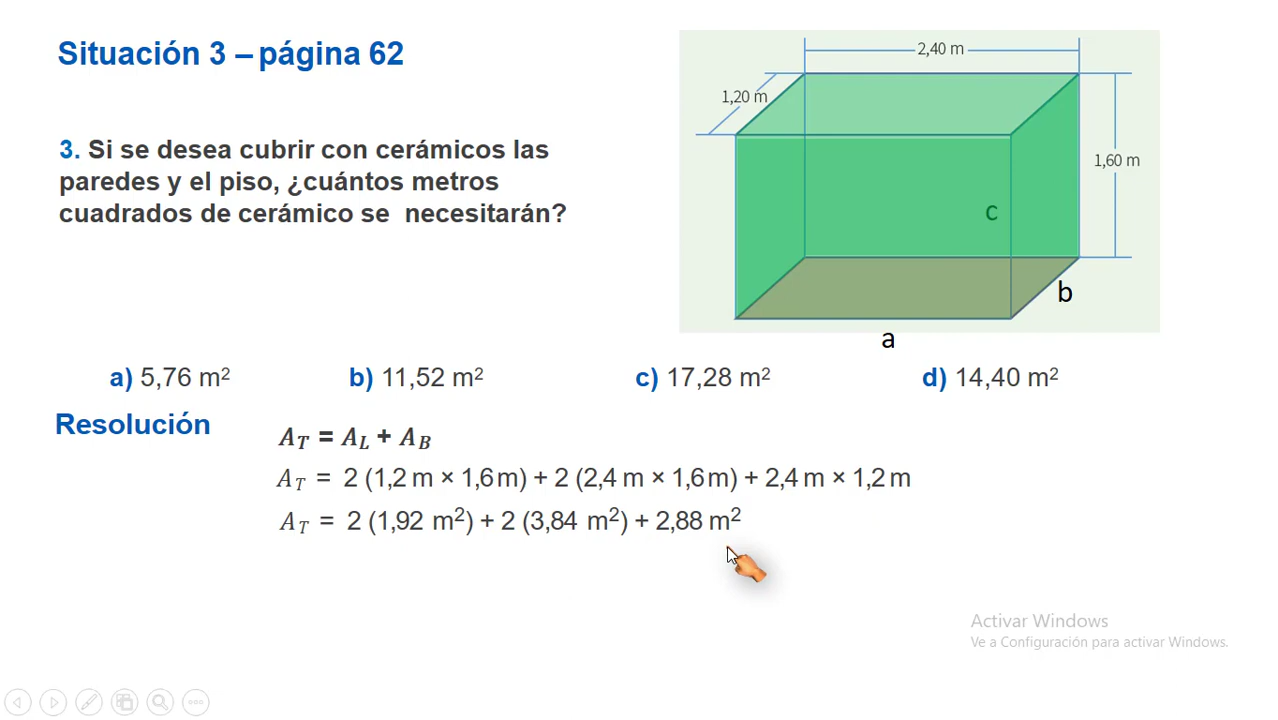 Situación 3 – página 62
2,40 m
1,20 m
3. Si se desea cubrir con cerámicos las
paredes y el piso, ¿cuántos metros
cuadrados de cerámico se necesitarán?
1,60 m
c
b
a
a) 5,76 m² b) 11,52 m² c) 17,28 m² d) 14,40 m²
Resolución
A_T = A_L + A_B
A_T = 2 (1,2 m × 1,6 m) + 2 (2,4 m × 1,6 m) + 2,4 m × 1,2 m
A_T = 2 (1,92 m²) + 2 (3,84 m²) + 2,88 m²
Activar Windows
Ve a Configuración para activar Windows.